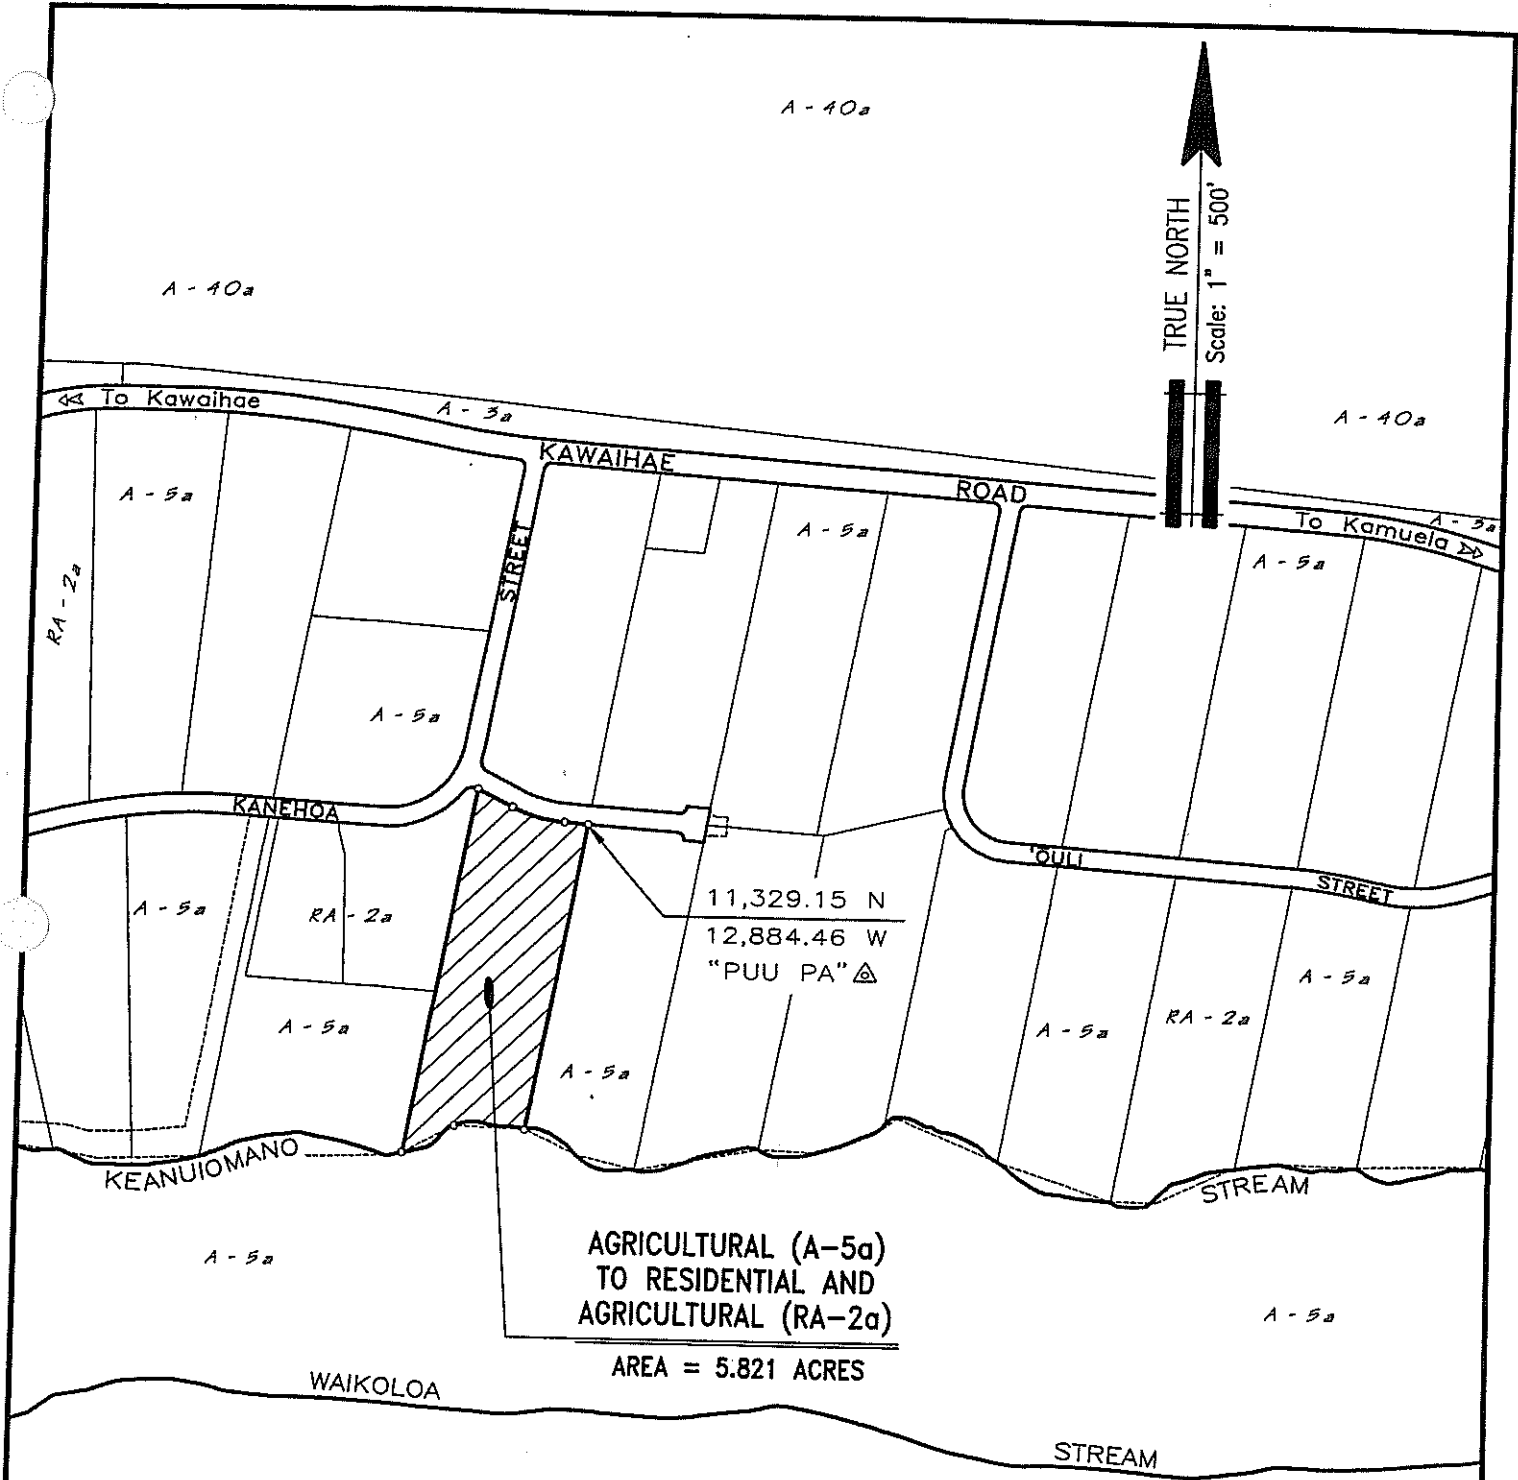 A - 40a
TRUE NORTH
Scale: 1" = 500'
A - 40a
To Kawaihae
A - 3a
A - 40a
KAWAIHAE
ROAD
To Kamuela
A - 3a
A - 5a
STREET
A - 5a
A - 5a
RA - 2a
A - 5a
KANEHOA
'OULI
STREET
11,329.15 N
12,884.46 W
"PUU PA"
A - 5a
RA - 2a
A - 5a
A - 5a
A - 5a
RA - 2a
A - 5a
A - 5a
KEANUIOMANO
STREAM
A - 5a
AGRICULTURAL (A-5a)
TO RESIDENTIAL AND
AGRICULTURAL (RA-2a)
AREA = 5.821 ACRES
A - 5a
WAIKOLOA
STREAM